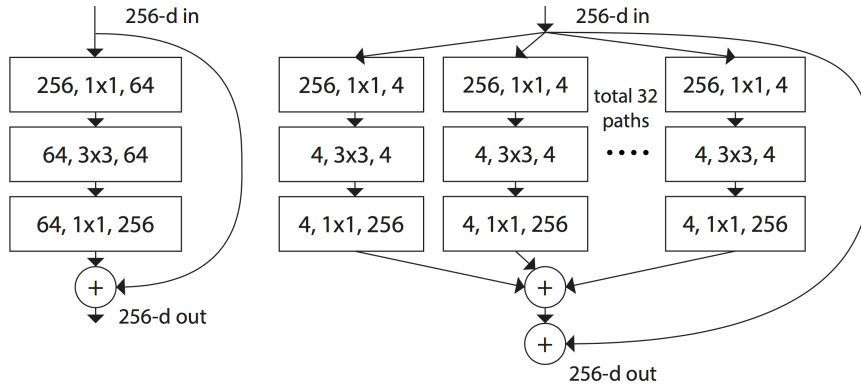 256-d in
256, 1x1, 64
64, 3x3, 64
64, 1x1, 256
+
256-d out
256-d in
256, 1x1, 4
256, 1x1, 4
total 32
paths
....
256, 1x1, 4
4, 3x3, 4
4, 3x3, 4
4, 3x3, 4
4, 1x1, 256
4, 1x1, 256
4, 1x1, 256
+
+
256-d out